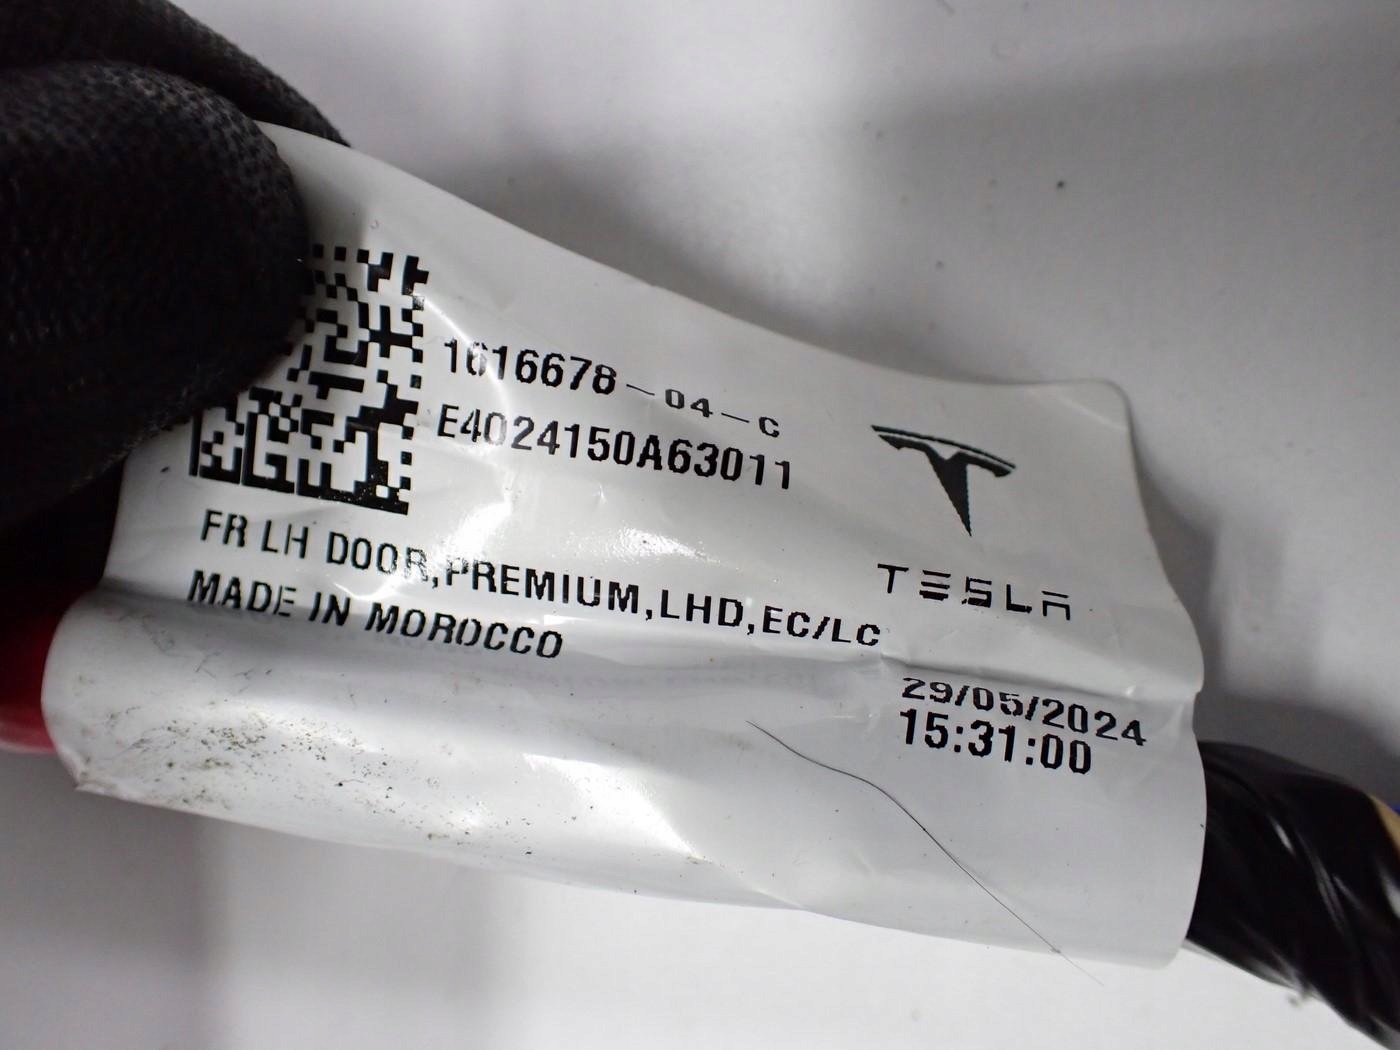 1616678-04-C
E4024150A63011
TESLA
FR LH DOOR,PREMIUM,LHD,EC/LC
MADE IN MOROCCO
29/05/2024
15:31:00